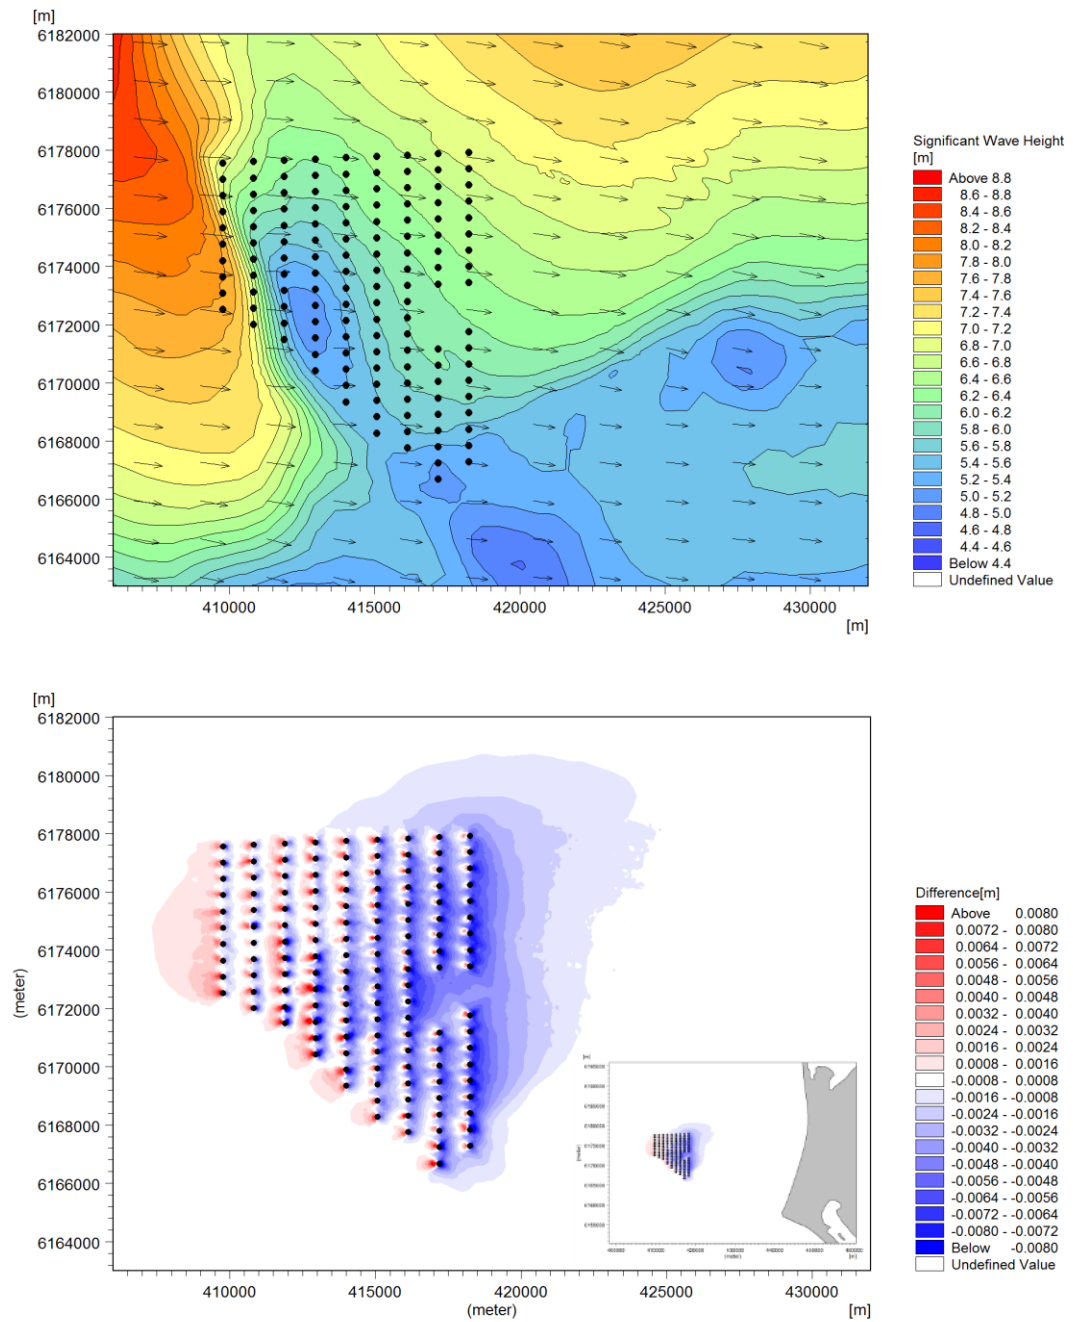 [m]
6182000
6180000
6178000
6176000
6174000
6172000
6170000
6168000
6166000
6164000
410000 415000 420000 425000 430000
[m]
Significant Wave Height
[m]
Above 8.8
8.6 - 8.8
8.4 - 8.6
8.2 - 8.4
8.0 - 8.2
7.8 - 8.0
7.6 - 7.8
7.4 - 7.6
7.2 - 7.4
7.0 - 7.2
6.8 - 7.0
6.6 - 6.8
6.4 - 6.6
6.2 - 6.4
6.0 - 6.2
5.8 - 6.0
5.6 - 5.8
5.4 - 5.6
5.2 - 5.4
5.0 - 5.2
4.8 - 5.0
4.6 - 4.8
4.4 - 4.6
Below 4.4
Undefined Value
[m]
6182000
6180000
6178000
6176000
6174000
6172000
6170000
6168000
6166000
6164000
(meter)
410000 415000 420000 425000 430000
(meter) [m]
Difference[m]
Above 0.0080
0.0072 - 0.0080
0.0064 - 0.0072
0.0056 - 0.0064
0.0048 - 0.0056
0.0040 - 0.0048
0.0032 - 0.0040
0.0024 - 0.0032
0.0016 - 0.0024
0.0008 - 0.0016
-0.0008 - 0.0008
-0.0016 - -0.0008
-0.0024 - -0.0016
-0.0032 - -0.0024
-0.0040 - -0.0032
-0.0048 - -0.0040
-0.0056 - -0.0048
-0.0064 - -0.0056
-0.0072 - -0.0064
-0.0080 - -0.0072
Below -0.0080
Undefined Value
[m]
(meter)
(meter) [m]